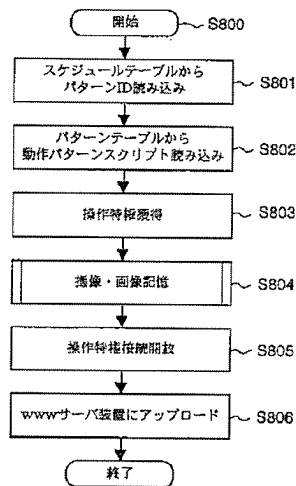 開始
S800
スケジュールテーブルから
パターンID読み込み
S801
パターンテーブルから
動作パターンスクリプト読み込み
S802
操作特権獲得
S803
撮像・画像記憶
S804
操作特権接続開放
S805
wwwサーバ装置にアップロード
S806
終了